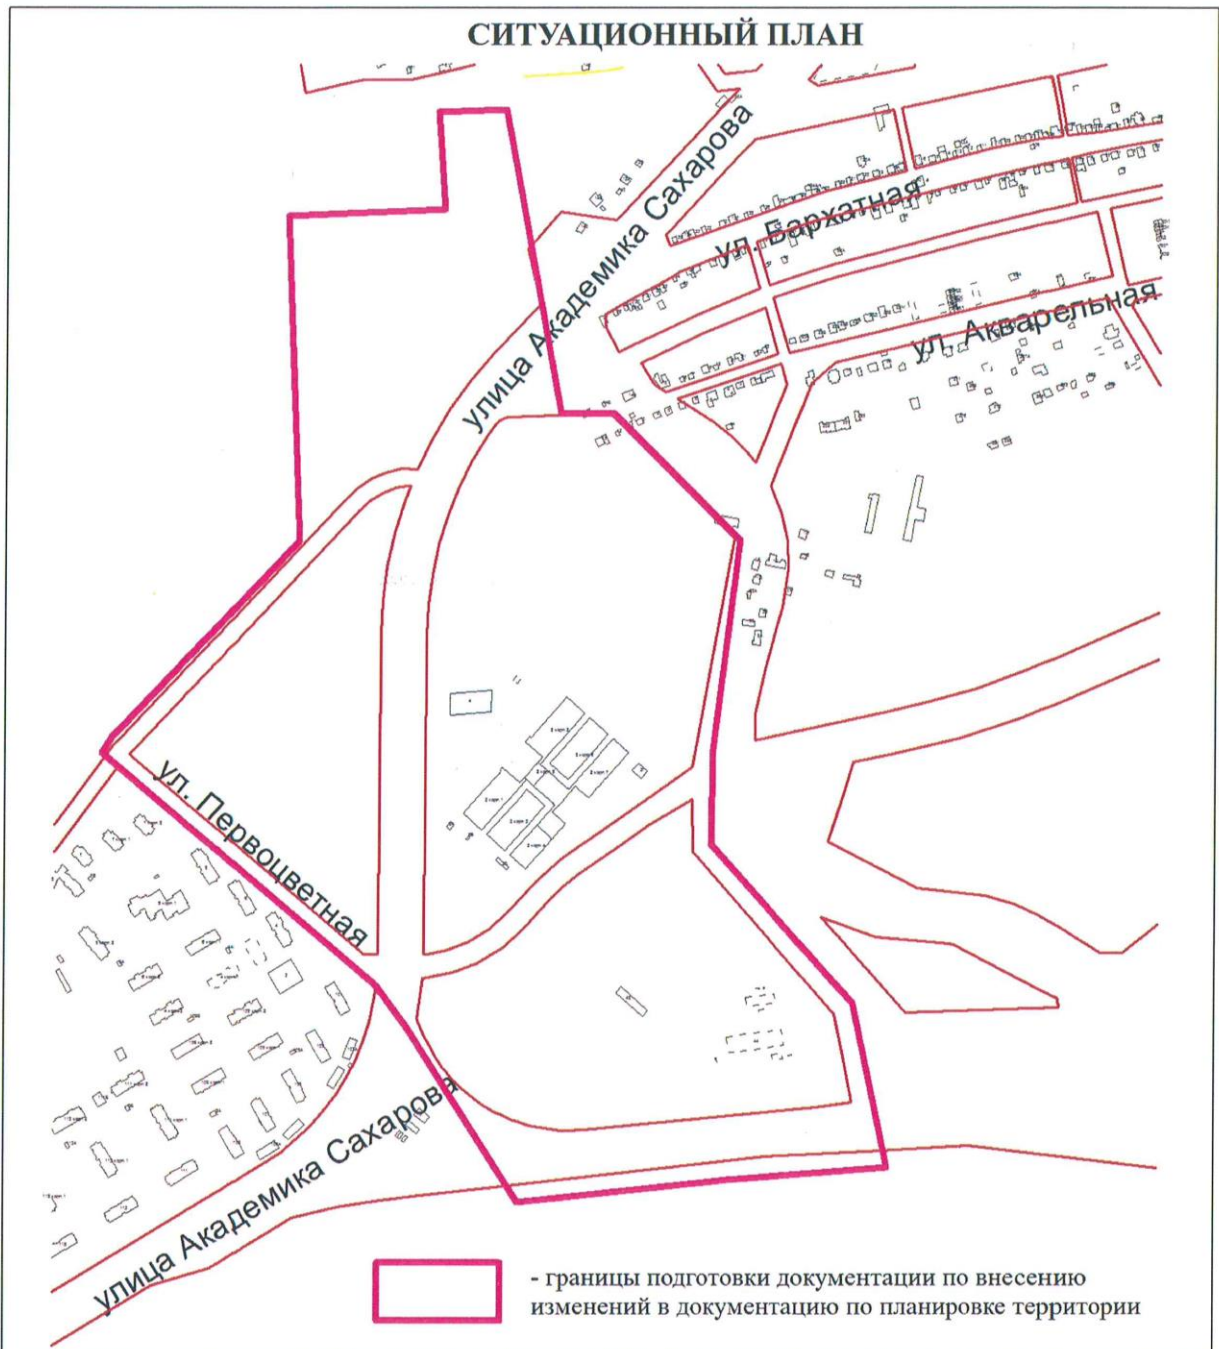 СИТУАЦИОННЫЙ ПЛАН
улица Академика Сахарова
ул. Бархатная
ул. Акварельная
ул. Первоцветная
улица Академика Сахарова
- границы подготовки документации по внесению
изменений в документацию по планировке территории